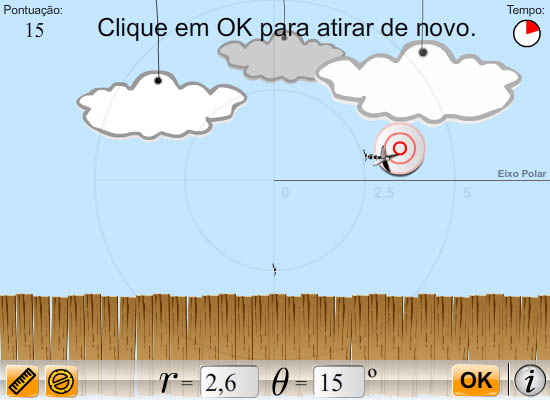 Pontuação:
15
Clique em OK para atirar de novo.
Tempo:
Eixo Polar
0
2,5
5
r = 2,6 θ = 15 º
OK
i